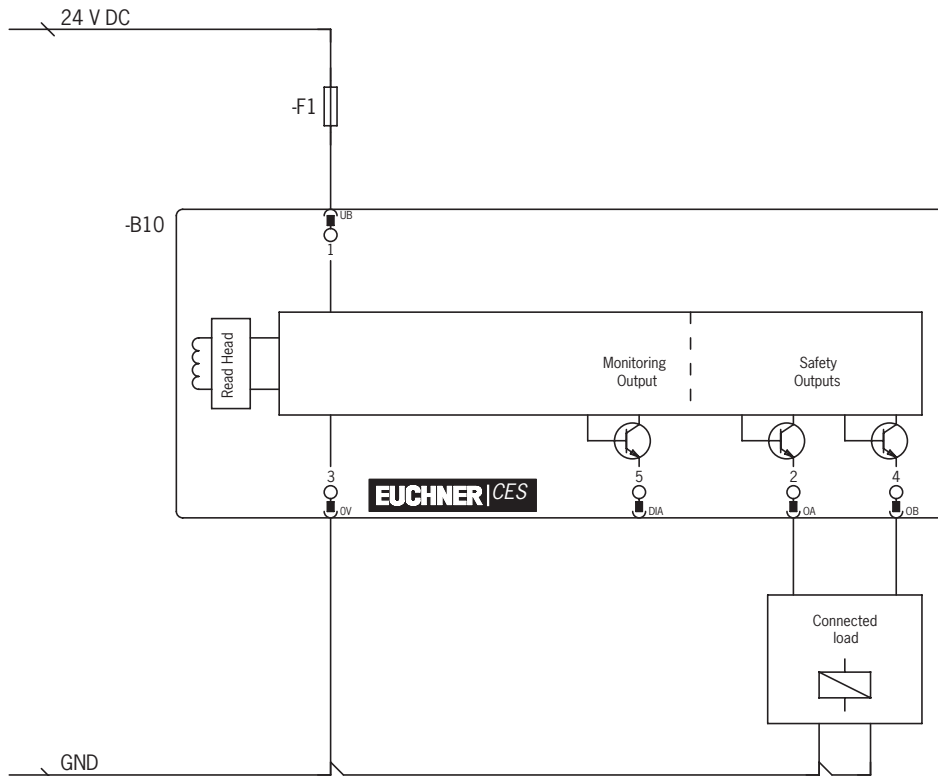 24 V DC
-F1
-B10
UB
1
Read Head
Monitoring
Output
Safety
Outputs
3
5
2
4
EUCHNER CES
0V
DIA
OA
OB
Connected
load
GND